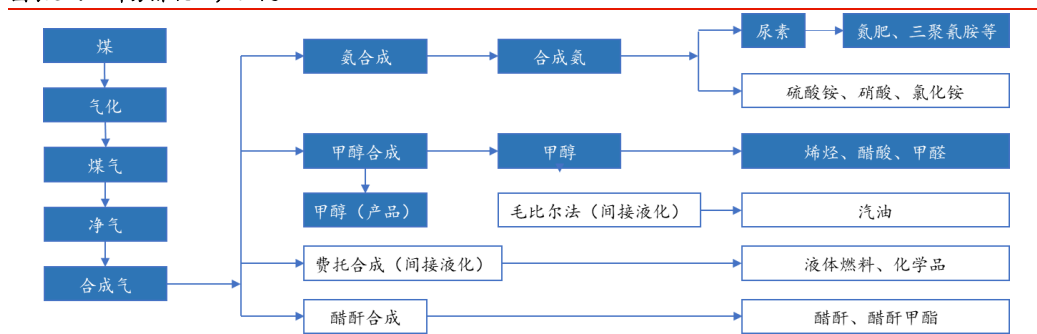 煤
气化
煤气
净气
合成气
氨合成
合成氨
尿素
氮肥、三聚氰胺等
硫酸铵、硝酸、氯化铵
甲醇合成
甲醇
烯烃、醋酸、甲醛
甲醇（产品）
毛比尔法（间接液化）
汽油
费托合成（间接液化）
液体燃料、化学品
醋酐合成
醋酐、醋酐甲酯